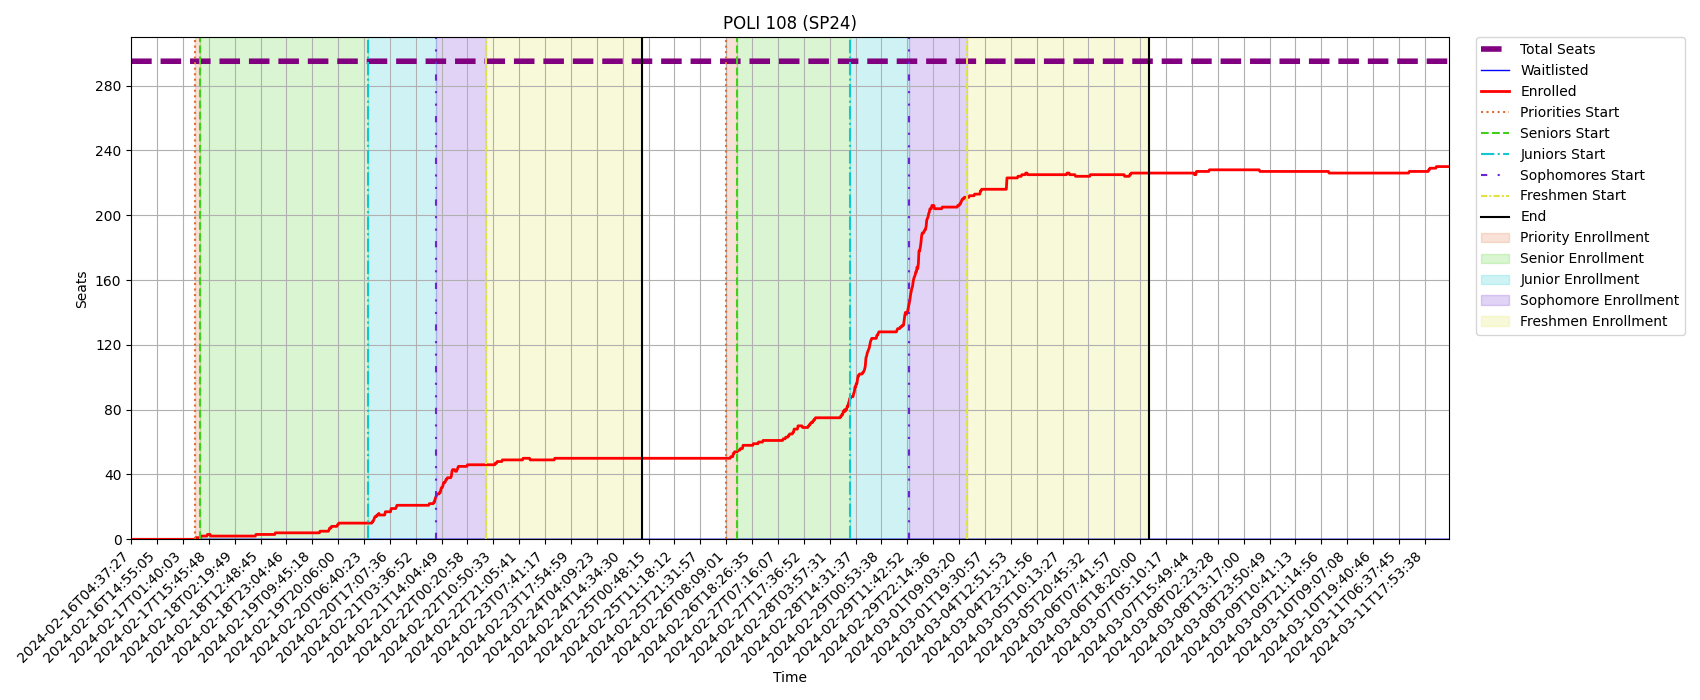 POLI 108 (SP24)
Seats
280
240
200
160
120
80
40
0
2024-02-16T04:37:27
2024-02-16T14:55:05
2024-02-17T01:40:03
2024-02-17T15:45:48
2024-02-18T02:19:49
2024-02-18T12:48:45
2024-02-18T23:04:46
2024-02-19T09:45:18
2024-02-19T20:06:00
2024-02-20T06:40:23
2024-02-20T17:07:36
2024-02-21T03:36:52
2024-02-21T14:04:49
2024-02-22T00:20:58
2024-02-22T10:50:33
2024-02-22T21:05:41
2024-02-23T07:41:17
2024-02-23T17:54:59
2024-02-24T04:09:23
2024-02-24T14:34:30
2024-02-25T00:48:15
2024-02-25T11:18:12
2024-02-25T21:31:57
2024-02-26T08:09:01
2024-02-26T18:26:35
2024-02-27T07:16:07
2024-02-27T17:36:52
2024-02-28T03:57:31
2024-02-28T14:31:37
2024-02-29T00:53:38
2024-02-29T11:42:52
2024-02-29T22:14:36
2024-03-01T09:03:20
2024-03-01T19:30:57
2024-03-04T12:51:53
2024-03-04T23:21:56
2024-03-05T10:13:27
2024-03-05T20:45:32
2024-03-06T07:41:57
2024-03-06T18:20:00
2024-03-07T05:10:17
2024-03-07T15:49:44
2024-03-08T02:23:28
2024-03-08T13:17:00
2024-03-08T23:50:49
2024-03-09T10:41:13
2024-03-09T21:14:56
2024-03-10T09:07:08
2024-03-10T19:40:46
2024-03-11T06:37:45
2024-03-11T17:53:38
Time
Total Seats
Waitlisted
Enrolled
Priorities Start
Seniors Start
Juniors Start
Sophomores Start
Freshmen Start
End
Priority Enrollment
Senior Enrollment
Junior Enrollment
Sophomore Enrollment
Freshmen Enrollment